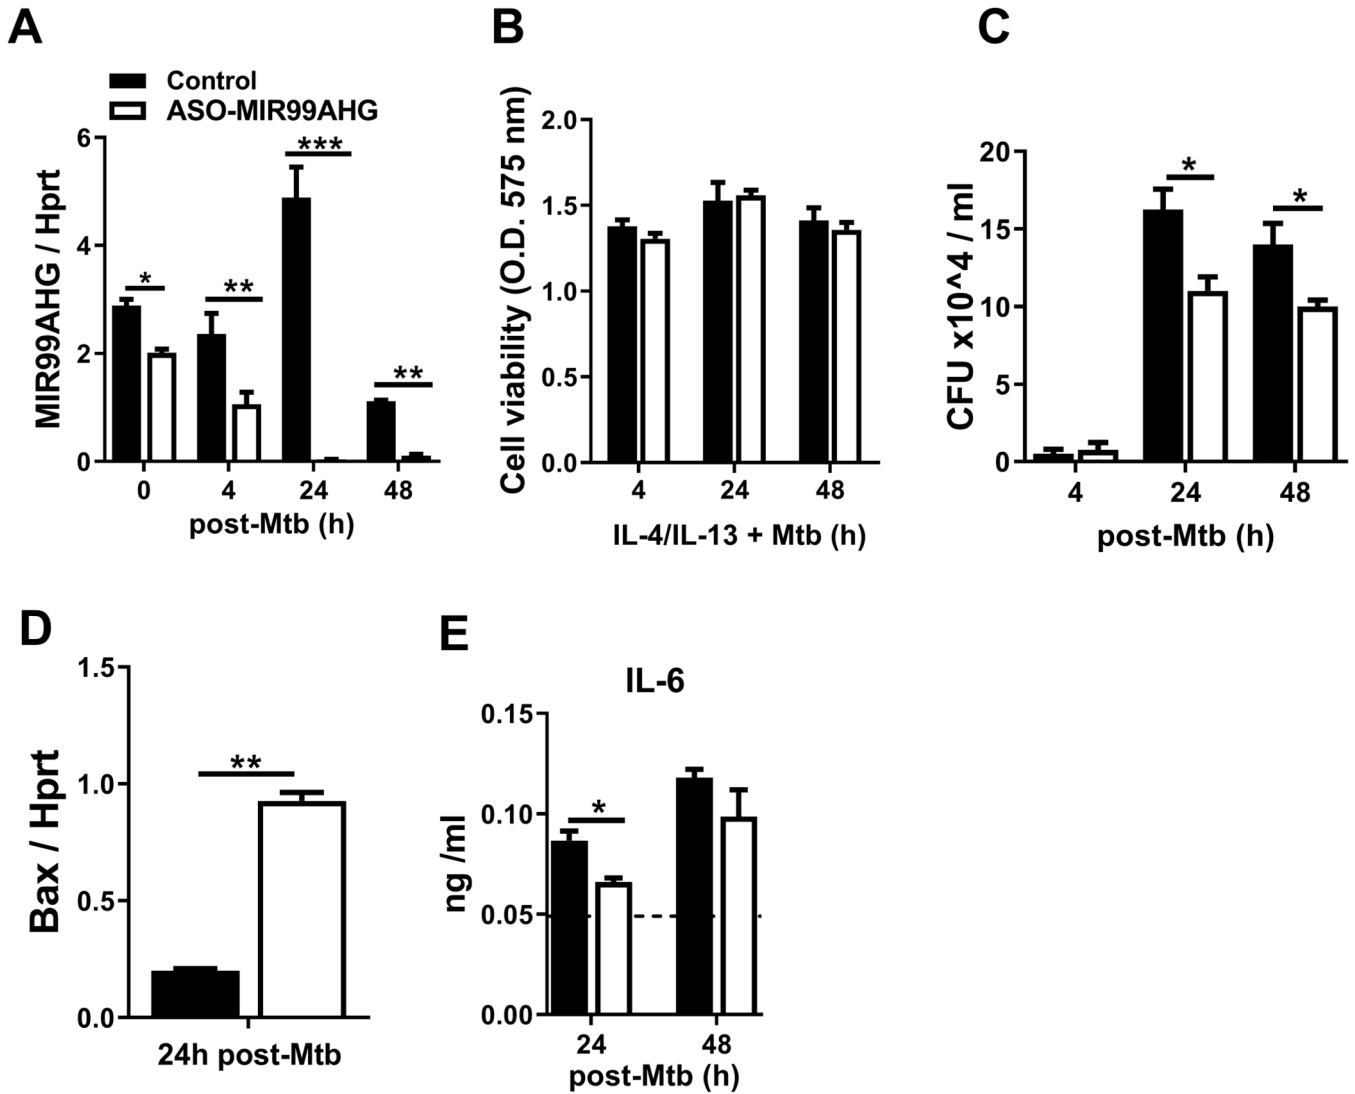 A
Control
ASO-MIR99AHG
MIR99AHG / Hprt
6
4
2
0
*
**
***
**
0 4 24 48
post-Mtb (h)
B
Cell viability (O.D. 575 nm)
2.0
1.5
1.0
0.5
0.0
4 24 48
IL-4/IL-13 + Mtb (h)
C
CFU x10^4 / ml
20
15
10
5
0
*
*
4 24 48
post-Mtb (h)
D
Bax / Hprt
1.5
1.0
0.5
0.0
**
24h post-Mtb
E
IL-6
ng /ml
0.15
0.10
0.05
0.00
*
24 48
post-Mtb (h)